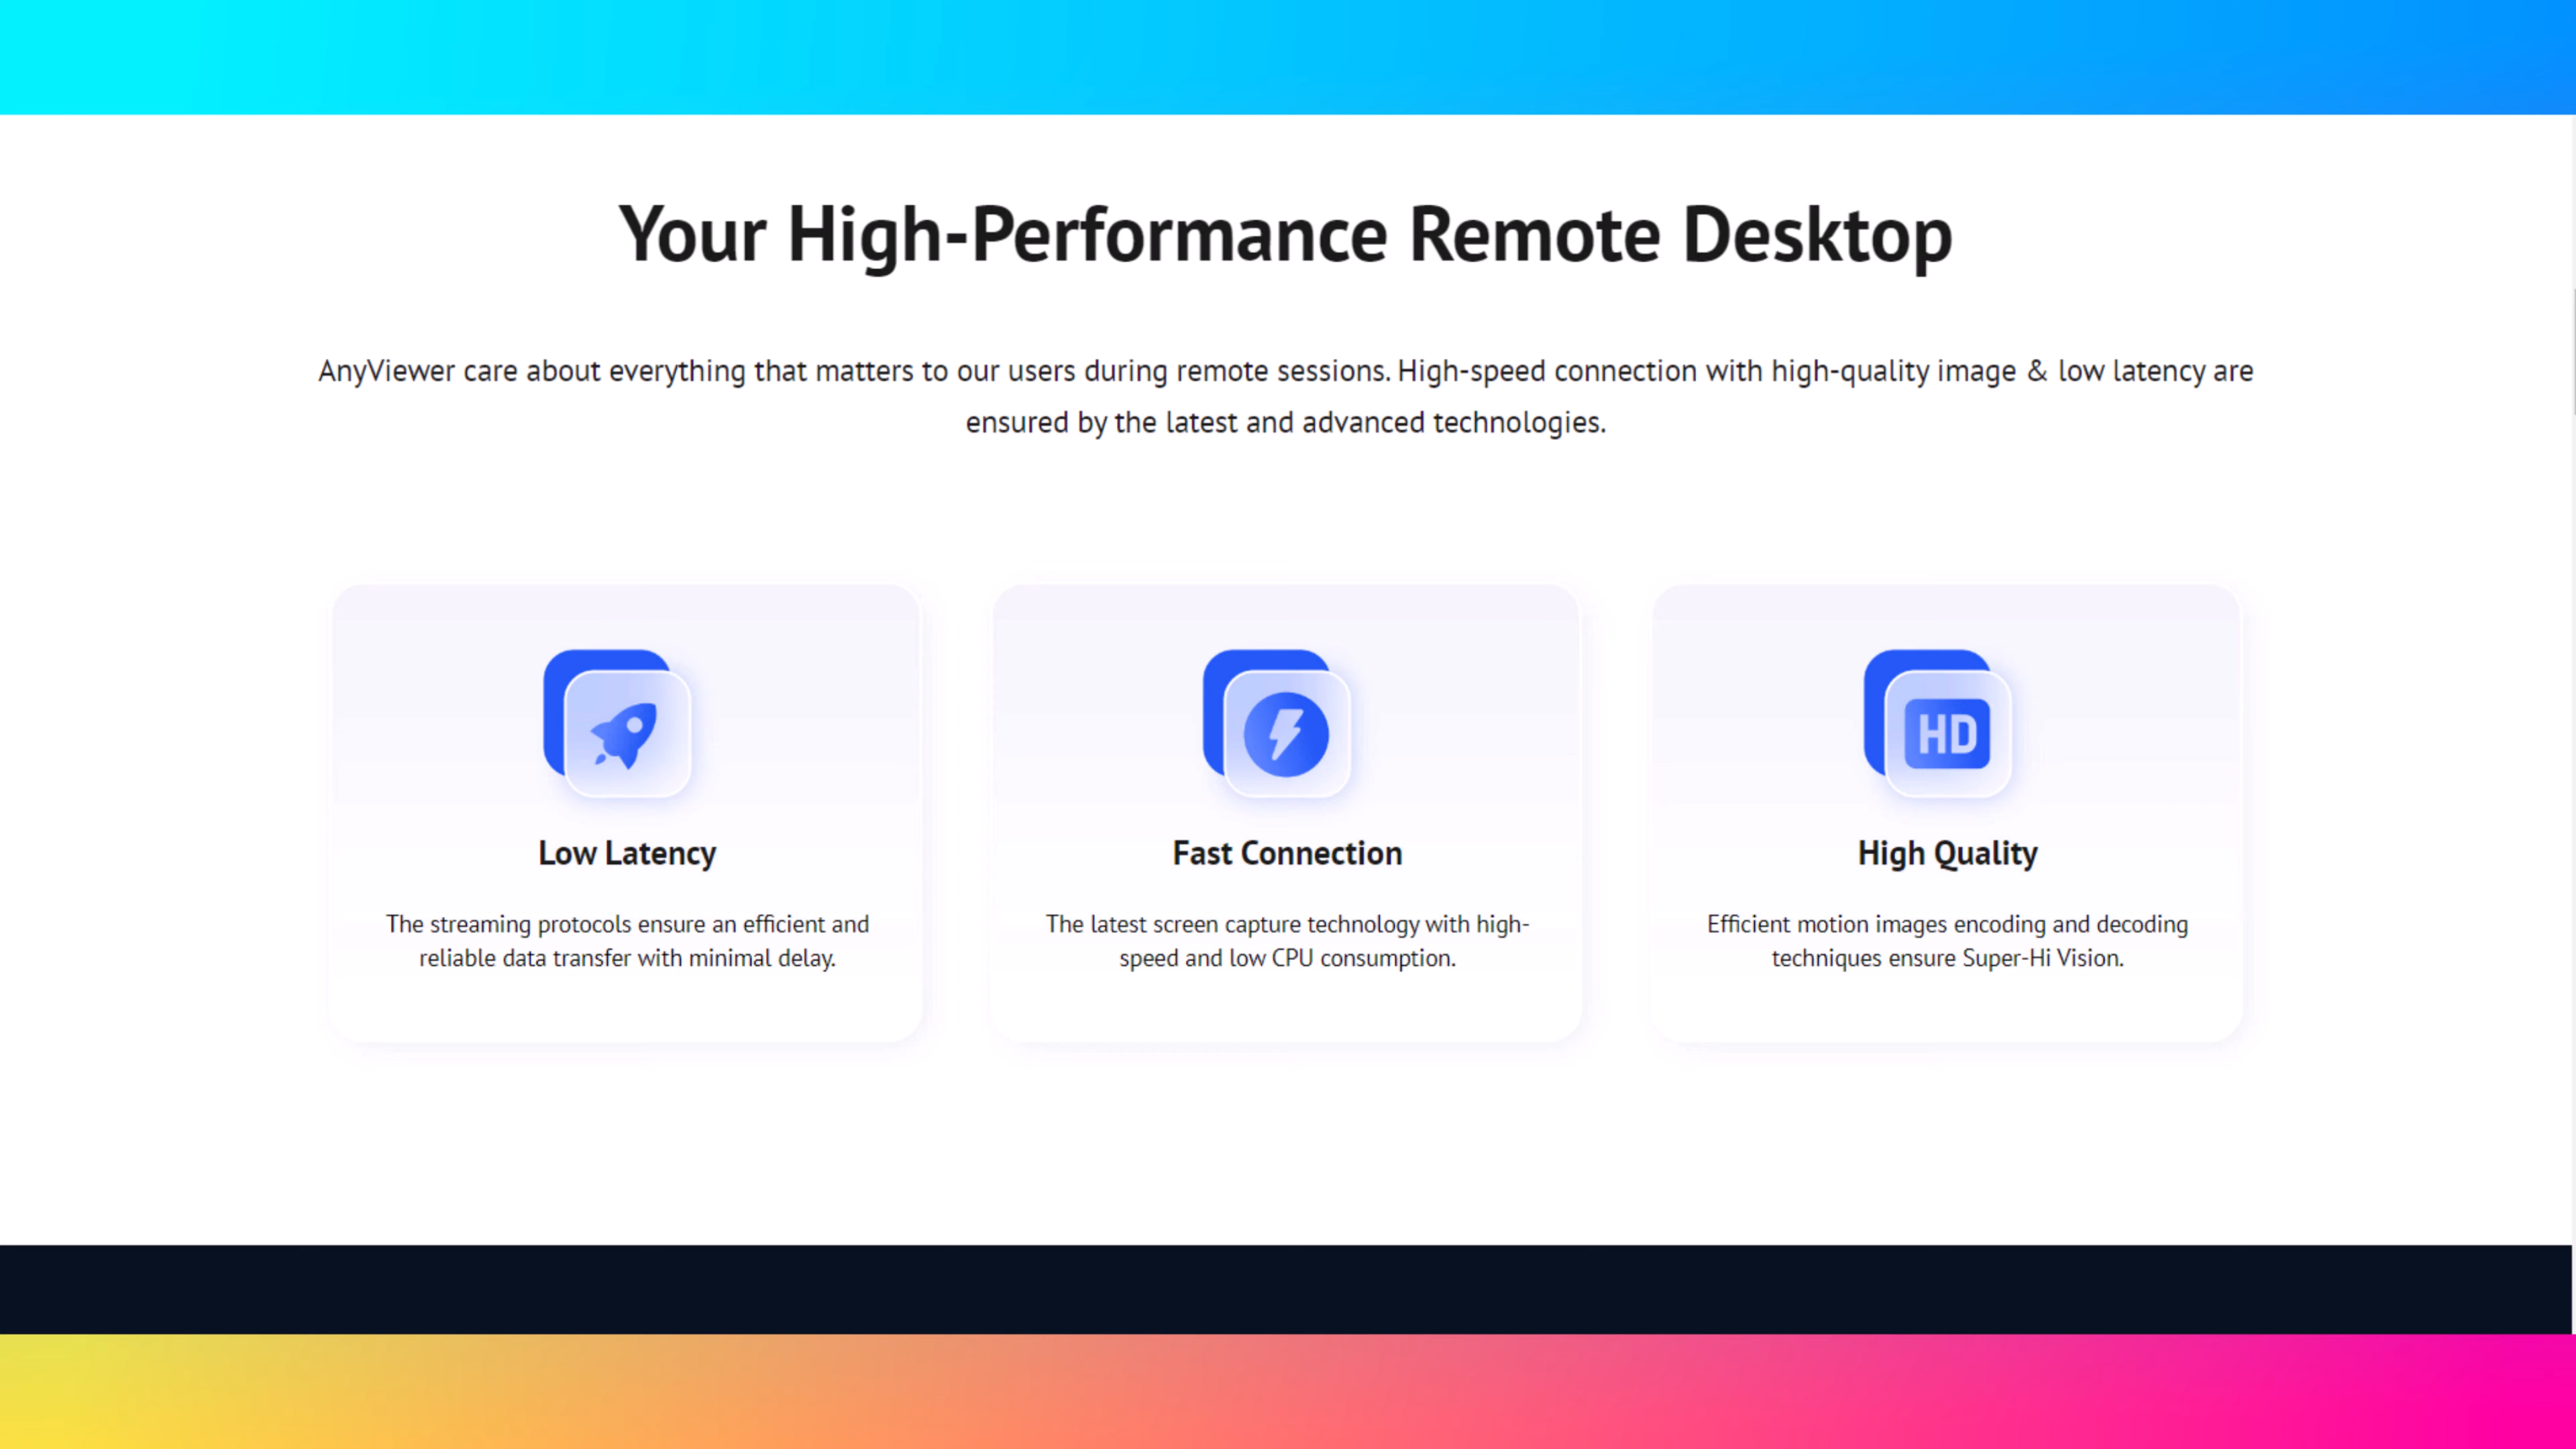 Your High-Performance Remote Desktop
AnyViewer care about everything that matters to our users during remote sessions. High-speed connection with high-quality image & low latency are
ensured by the latest and advanced technologies.
HD
Low Latency
Fast Connection
High Quality
The streaming protocols ensure an efficient and
reliable data transfer with minimal delay.
The latest screen capture technology with high-
speed and low CPU consumption.
Efficient motion images encoding and decoding
techniques ensure Super-Hi Vision.